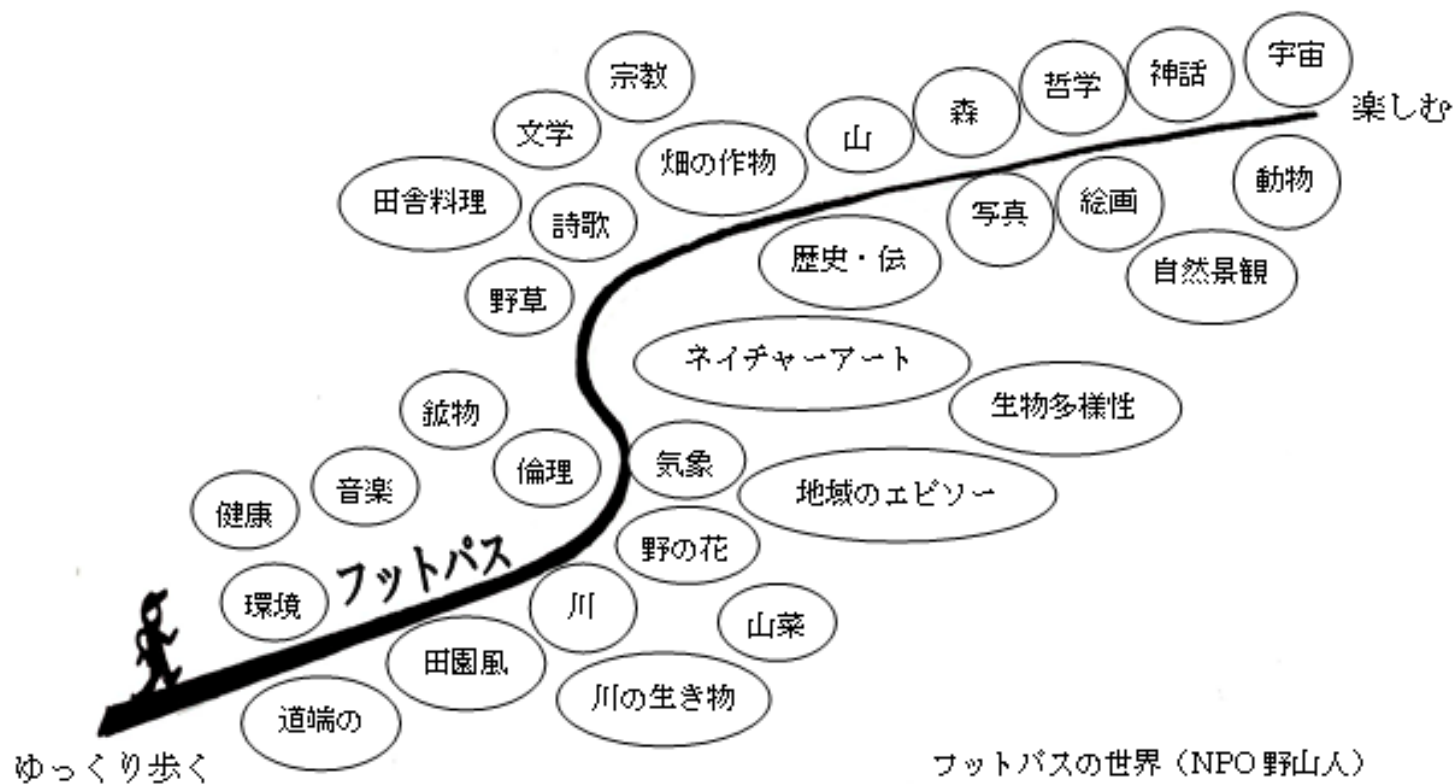 宇宙
神話
哲学
森
山
宗教
文学
畑の作物
楽しむ
動物
絵画
写真
田舎料理
詩歌
歴史・伝
自然景観
野草
ネイチャーアート
生物多様性
鉱物
倫理
気象
地域のエピソー
音楽
健康
野の花
フットパス
環境
川
山菜
田園風
川の生き物
道端の
ゆっくり歩く
フットパスの世界（NPO 野山人）